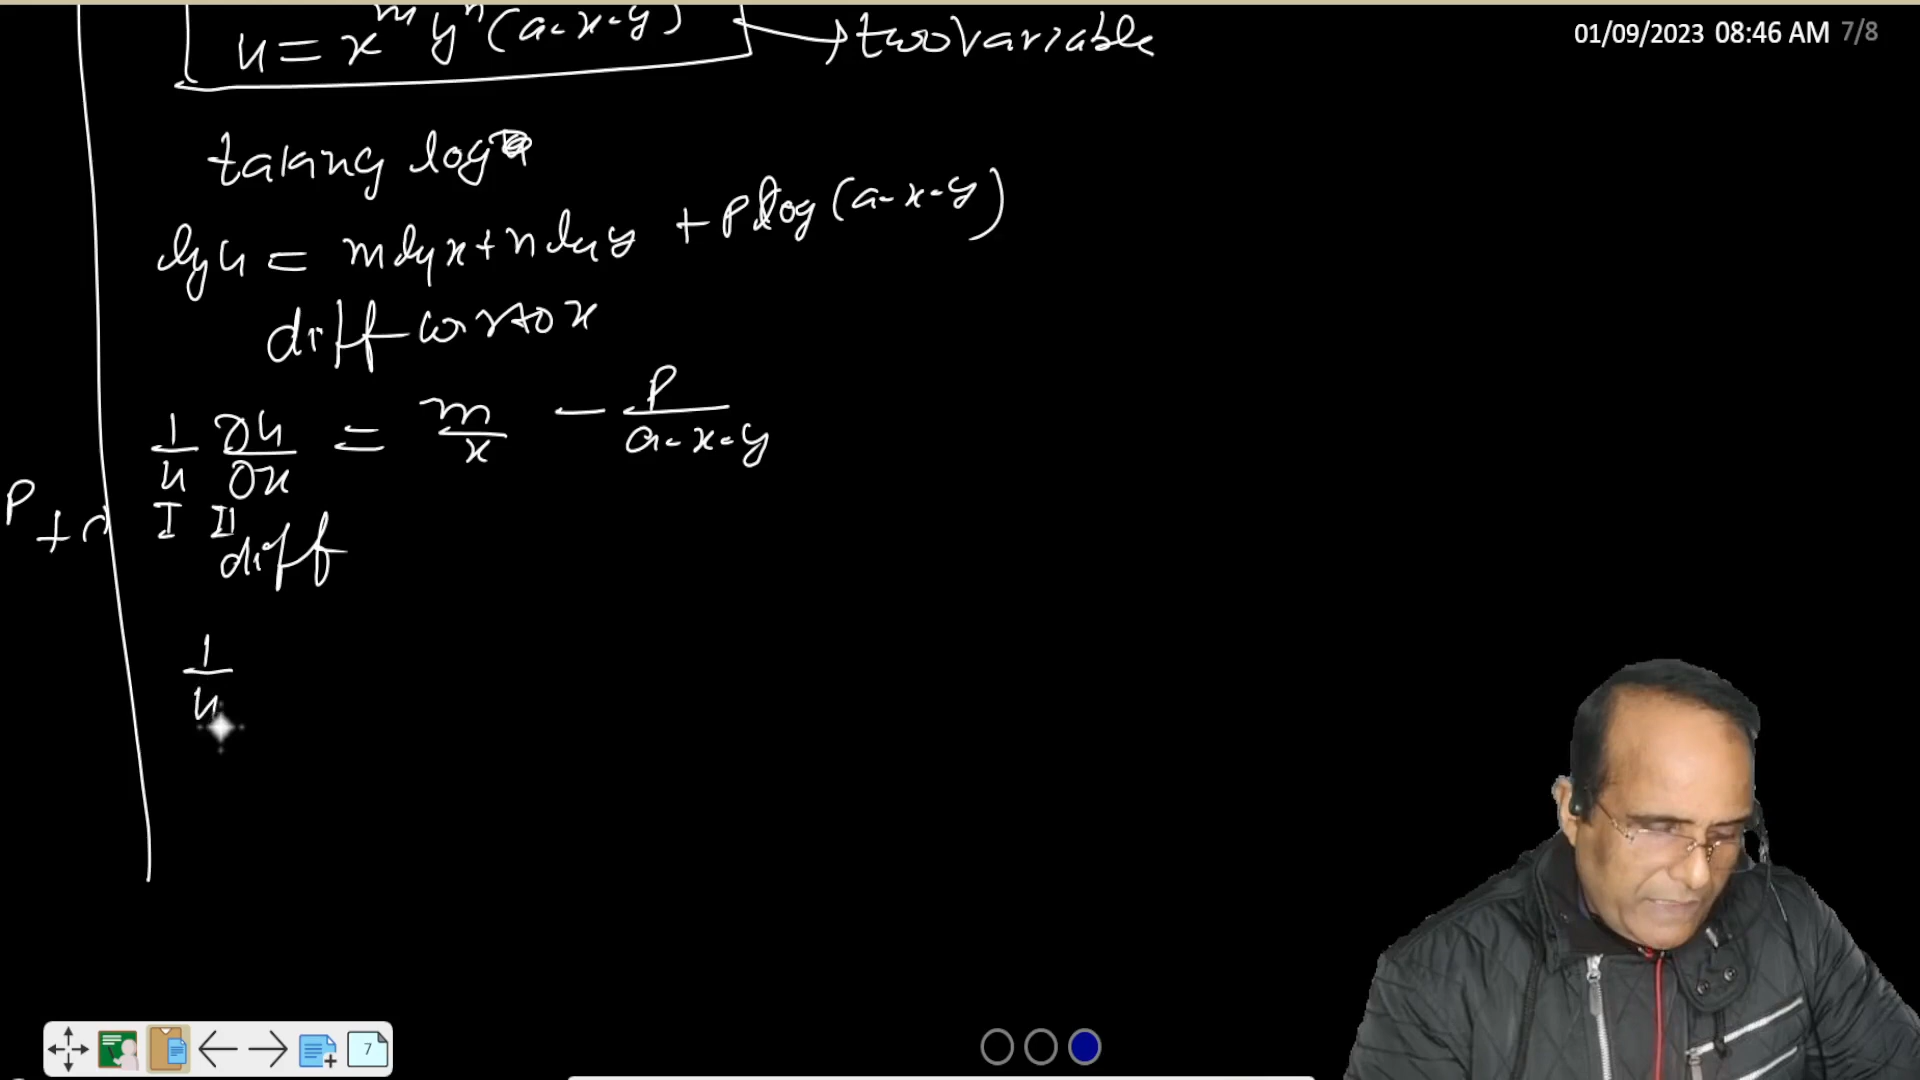 u = x^m y^n (a-x-y) → two variable
01/09/2023 08:46 AM 7/8
taking log
log u = m log x + n log y + p log (a-x-y)
diff w.r. to x
1/u ∂u/∂x = m/x - p/(a-x-y)
I II
diff
1/u
7